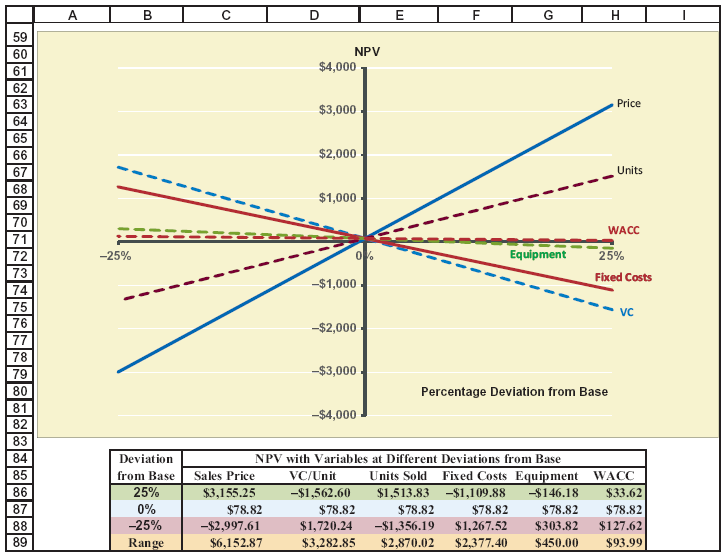 A B C D E F G H I
59
60
NPV
61
$4,000
62
63
$3,000
Price
64
65
66
$2,000
67
Units
68
69
$1,000
70
WACC
71
72
–25%
0%
Equipment
25%
73
Fixed Costs
74
–$1,000
75
VC
76
–$2,000
77
78
79
–$3,000
80
Percentage Deviation from Base
81
82
–$4,000
83
84 Deviation NPV with Variables at Different Deviations from Base
85 from Base Sales Price VC/Unit Units Sold Fixed Costs Equipment WACC
86 25% $3,155.25 –$1,562.60 $1,513.83 –$1,109.88 –$146.18 $33.62
87 0% $78.82 $78.82 $78.82 $78.82 $78.82 $78.82
88 –25% –$2,997.61 $1,720.24 –$1,356.19 $1,267.52 $303.82 $127.62
89 Range $6,152.87 $3,282.85 $2,870.02 $2,377.40 $450.00 $93.99